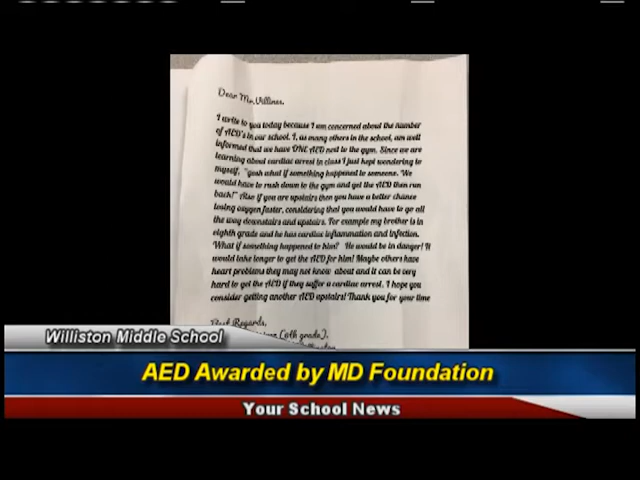 Dear Mr. Villines,
I write to you today because I am concerned about the number
of AED's in our school. I, as many others in the school, am well
informed that we have ONE AED next to the gym. Since we are
learning about cardiac arrest in class I just kept wondering to
myself, "gosh what if something happened to someone. We
would have to rush down to the gym and get the AED then run
back!" Also if you are upstairs then you have a better chance
losing oxygen faster, considering that you would have to go all
the way downstairs and upstairs. For example my brother is in
eighth grade and he has cardiac inflammation and infection.
What if something happened to him? He would be in danger! It
would take longer to get the AED for him! Maybe others have
heart problems they may not know about and it can be very
hard to get the AED if they suffer a cardiac arrest. I hope you
consider getting another AED upstairs! Thank you for your time
Best Regards,
grade),
Williston Middle School
AED Awarded by MD Foundation
Your School News